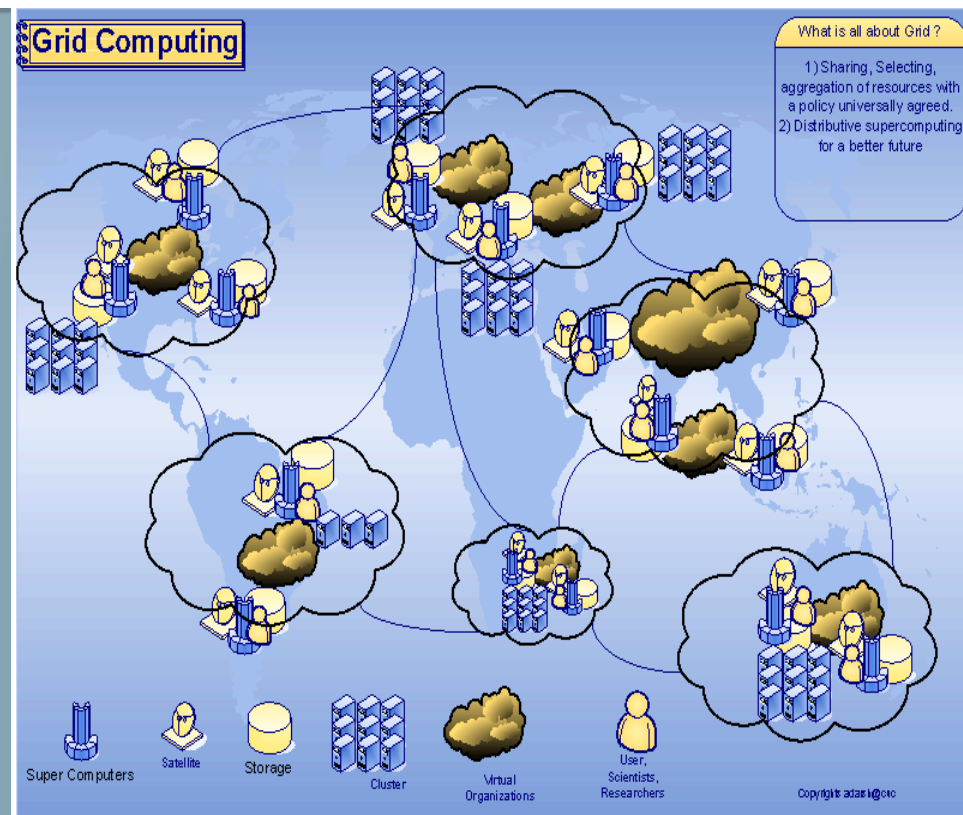 Grid Computing
What is all about Grid ?
1) Sharing, Selecting,
aggregation of resources with
a policy universally agreed.
2) Distributive supercomputing
for a better future
Super Computers
Satellite
Storage
Cluster
Virtual
Organizations
User,
Scientists,
Researchers
Copyrights